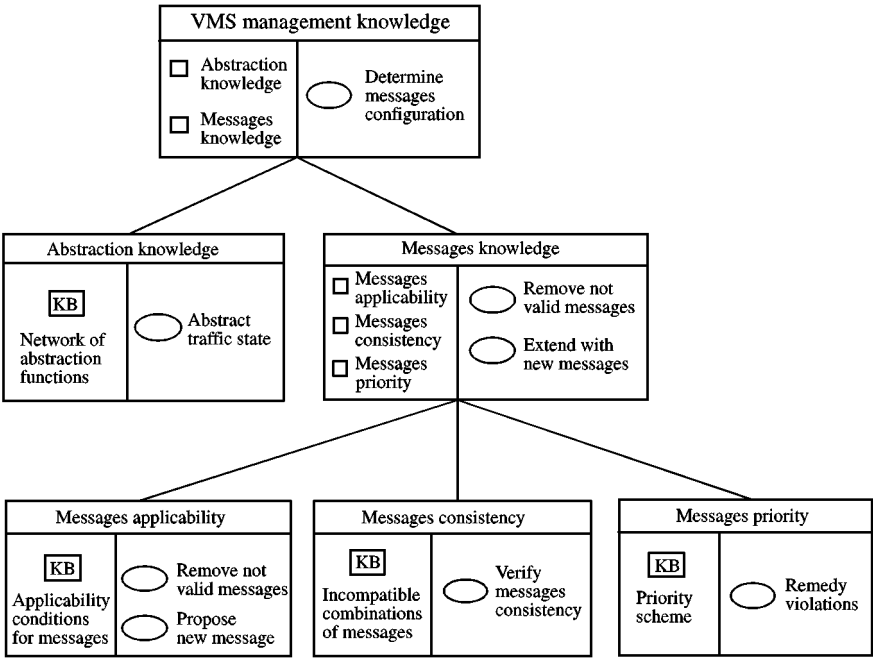 VMS management knowledge
Abstraction
knowledge
Messages
knowledge
Determine
messages
configuration
Abstraction knowledge
KB
Network of
abstraction
functions
Abstract
traffic state
Messages knowledge
Messages
applicability
Messages
consistency
Messages
priority
Remove not
valid messages
Extend with
new messages
Messages applicability
KB
Applicability
conditions
for messages
Remove not
valid messages
Propose
new message
Messages consistency
KB
Incompatible
combinations
of messages
Verify
messages
consistency
Messages priority
KB
Priority
scheme
Remedy
violations